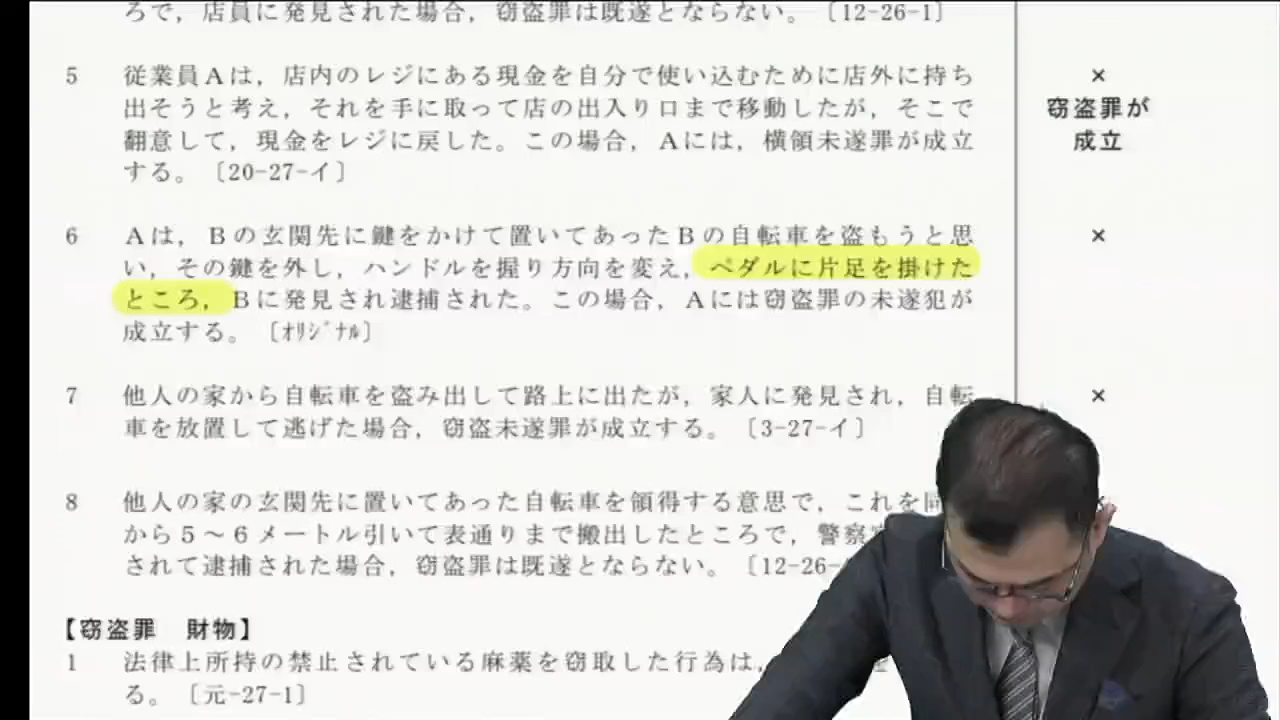 ろで，店員に発見された場合，窃盗罪は既遂とならない。〔12-26-1〕
5 従業員Ａは，店内のレジにある現金を自分で使い込むために店外に持ち ×
出そうと考え，それを手に取って店の出入り口まで移動したが，そこで 窃盗罪が
翻意して，現金をレジに戻した。この場合，Ａには，横領未遂罪が成立 成立
する。〔20-27-イ〕
6 Ａは，Ｂの玄関先に鍵をかけて置いてあったＢの自転車を盗もうと思 ×
い，その鍵を外し，ハンドルを握り方向を変え，ペダルに片足を掛けた
ところ，Ｂに発見され逮捕された。この場合，Ａには窃盗罪の未遂犯が
成立する。〔ｵﾘｼﾞﾅﾙ〕
7 他人の家から自転車を盗み出して路上に出たが，家人に発見され，自転 ×
車を放置して逃げた場合，窃盗未遂罪が成立する。〔3-27-イ〕
8 他人の家の玄関先に置いてあった自転車を領得する意思で，これを同
から５～６メートル引いて表通りまで搬出したところで，警察
されて逮捕された場合，窃盗罪は既遂とならない。〔12-26-
【窃盗罪　財物】
1 法律上所持の禁止されている麻薬を窃取した行為は，
る。〔元-27-1〕